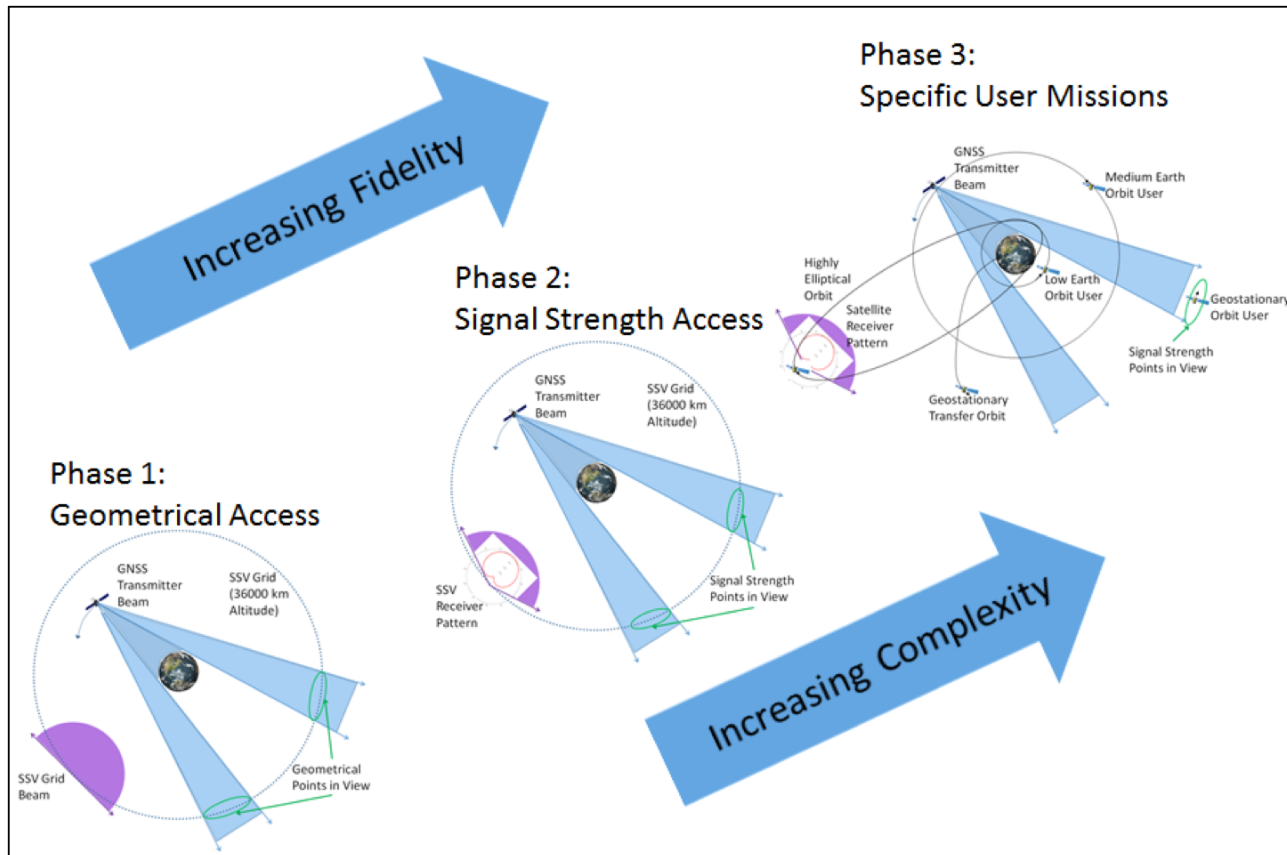 Phase 3:
Specific User Missions
GNSS
Transmitter
Beam
Medium Earth
Orbit User
Highly
Elliptical
Orbit
Low Earth
Orbit User
Satellite
Receiver
Pattern
Geostationary
Orbit User
Signal Strength
Points in View
Geostationary
Transfer Orbit
Increasing Fidelity
Phase 2:
Signal Strength Access
GNSS
Transmitter
Beam
SSV Grid
(36000 km
Altitude)
SSV
Receiver
Pattern
Signal Strength
Points in View
Phase 1:
Geometrical Access
GNSS
Transmitter
Beam
SSV Grid
(36000 km
Altitude)
SSV Grid
Beam
Geometrical
Points in View
Increasing Complexity